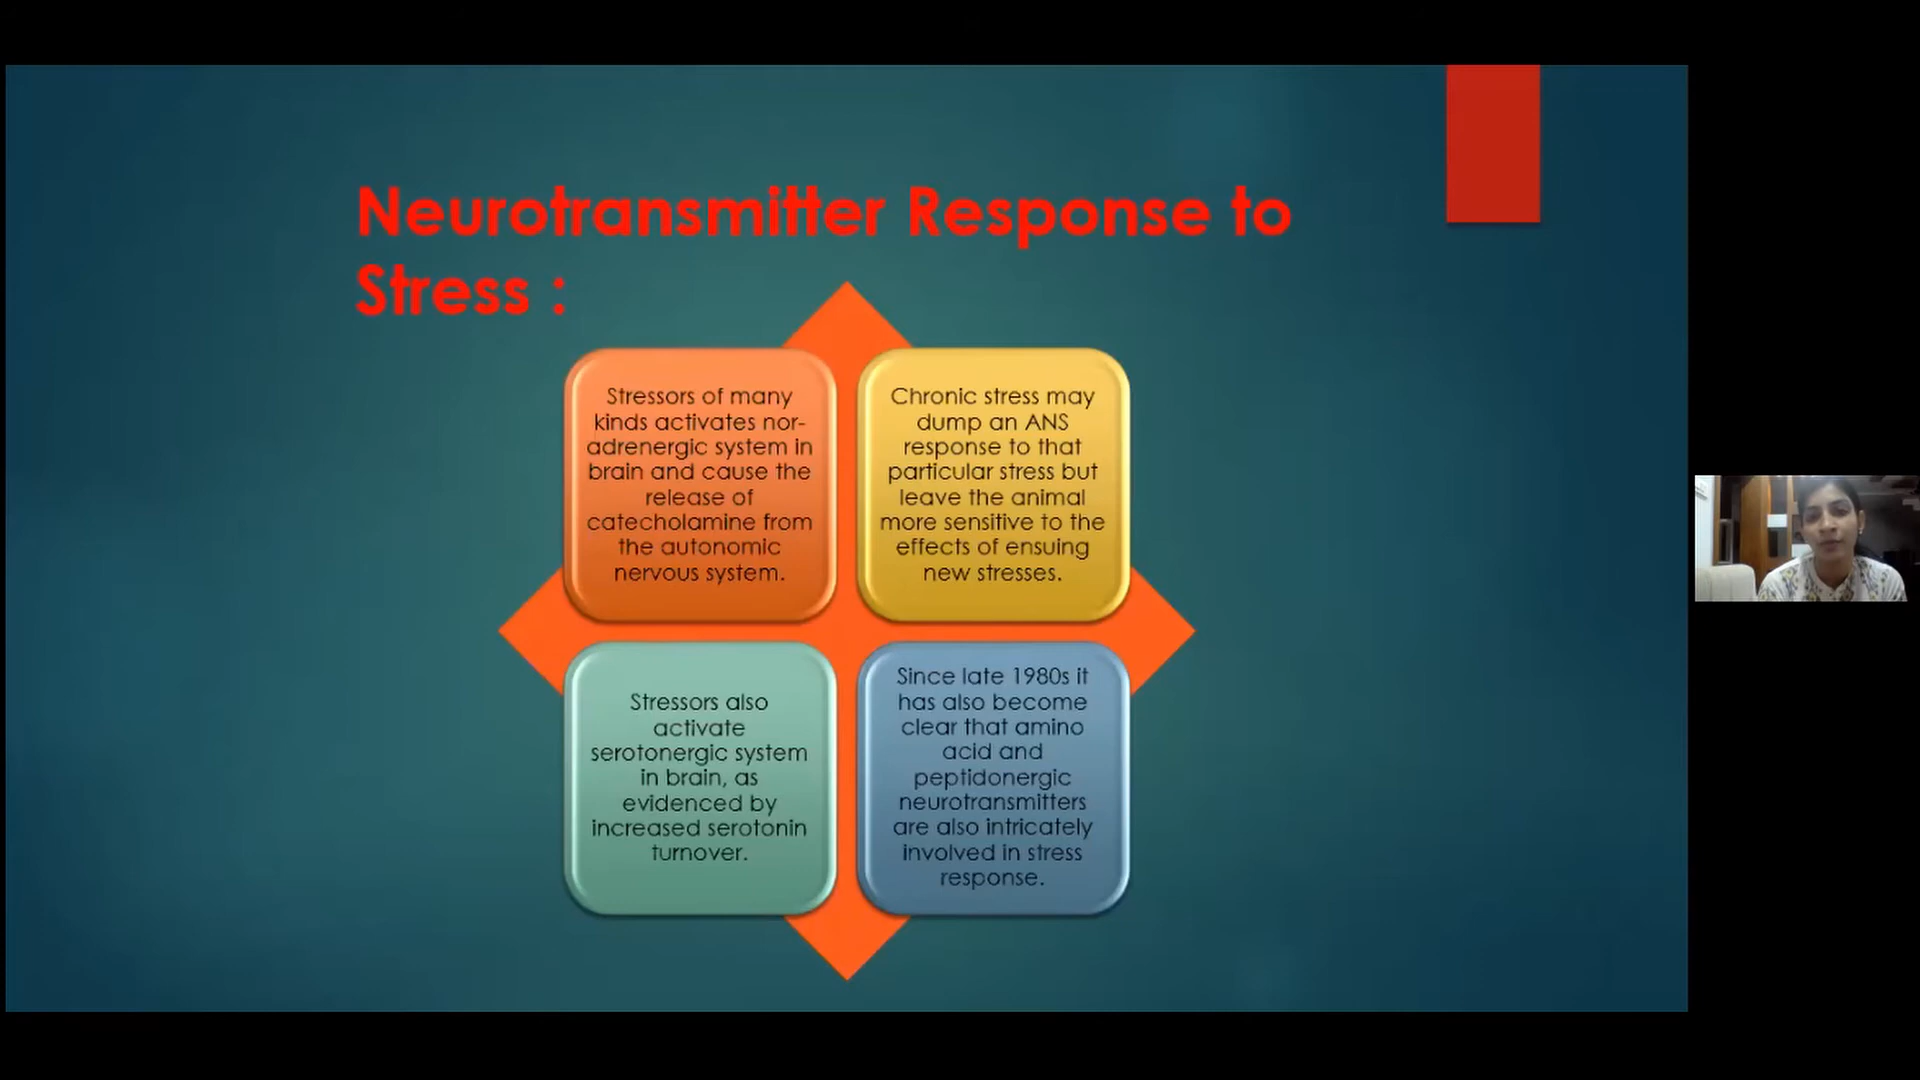 Neurotransmitter Response to
Stress :
Stressors of many
kinds activates nor-
adrenergic system in
brain and cause the
release of
catecholamine from
the autonomic
nervous system.
Chronic stress may
dump an ANS
response to that
particular stress but
leave the animal
more sensitive to the
effects of ensuing
new stresses.
Stressors also
activate
serotonergic system
in brain, as
evidenced by
increased serotonin
turnover.
Since late 1980s it
has also become
clear that amino
acid and
peptidonergic
neurotransmitters
are also intricately
involved in stress
response.